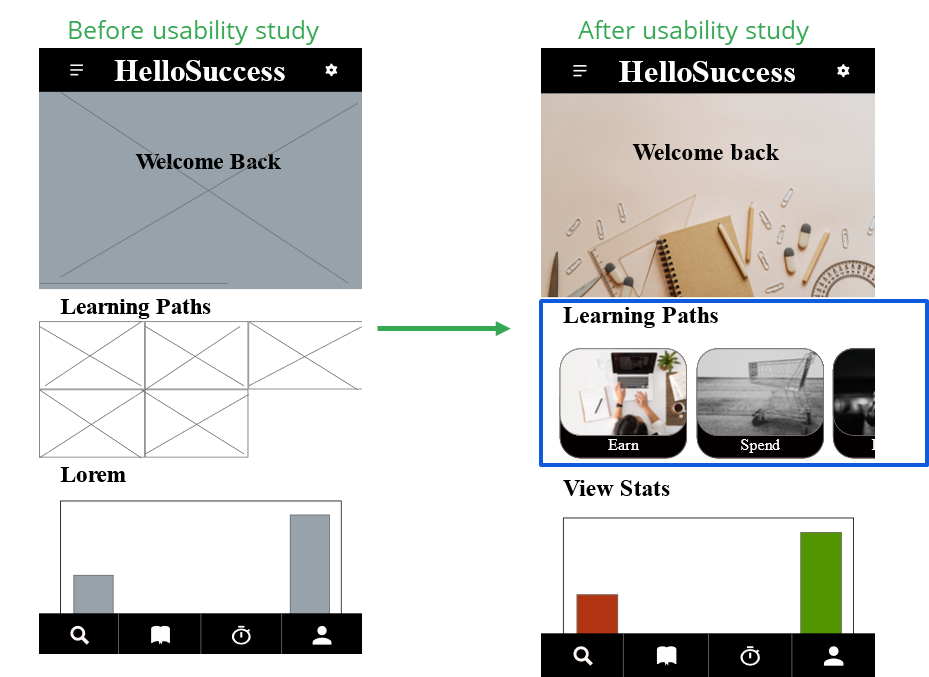 Before usability study
After usability study
HelloSuccess
Welcome Back
Learning Paths
Lorem
HelloSuccess
Welcome back
Learning Paths
Earn
Spend
View Stats